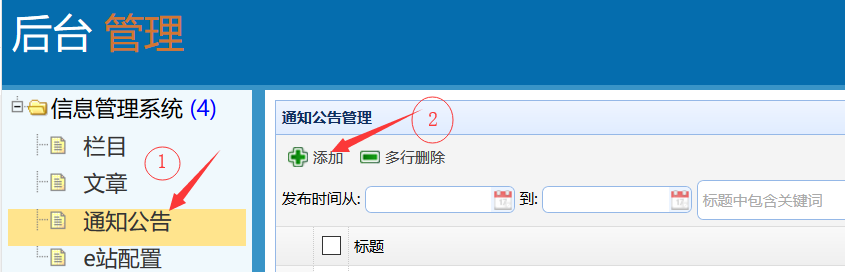 后台 管理
信息管理系统 (4)
栏目
文章
通知公告
e站配置
1
2
通知公告管理
添加 多行删除
发布时间从: 到: 标题中包含关键词
标题